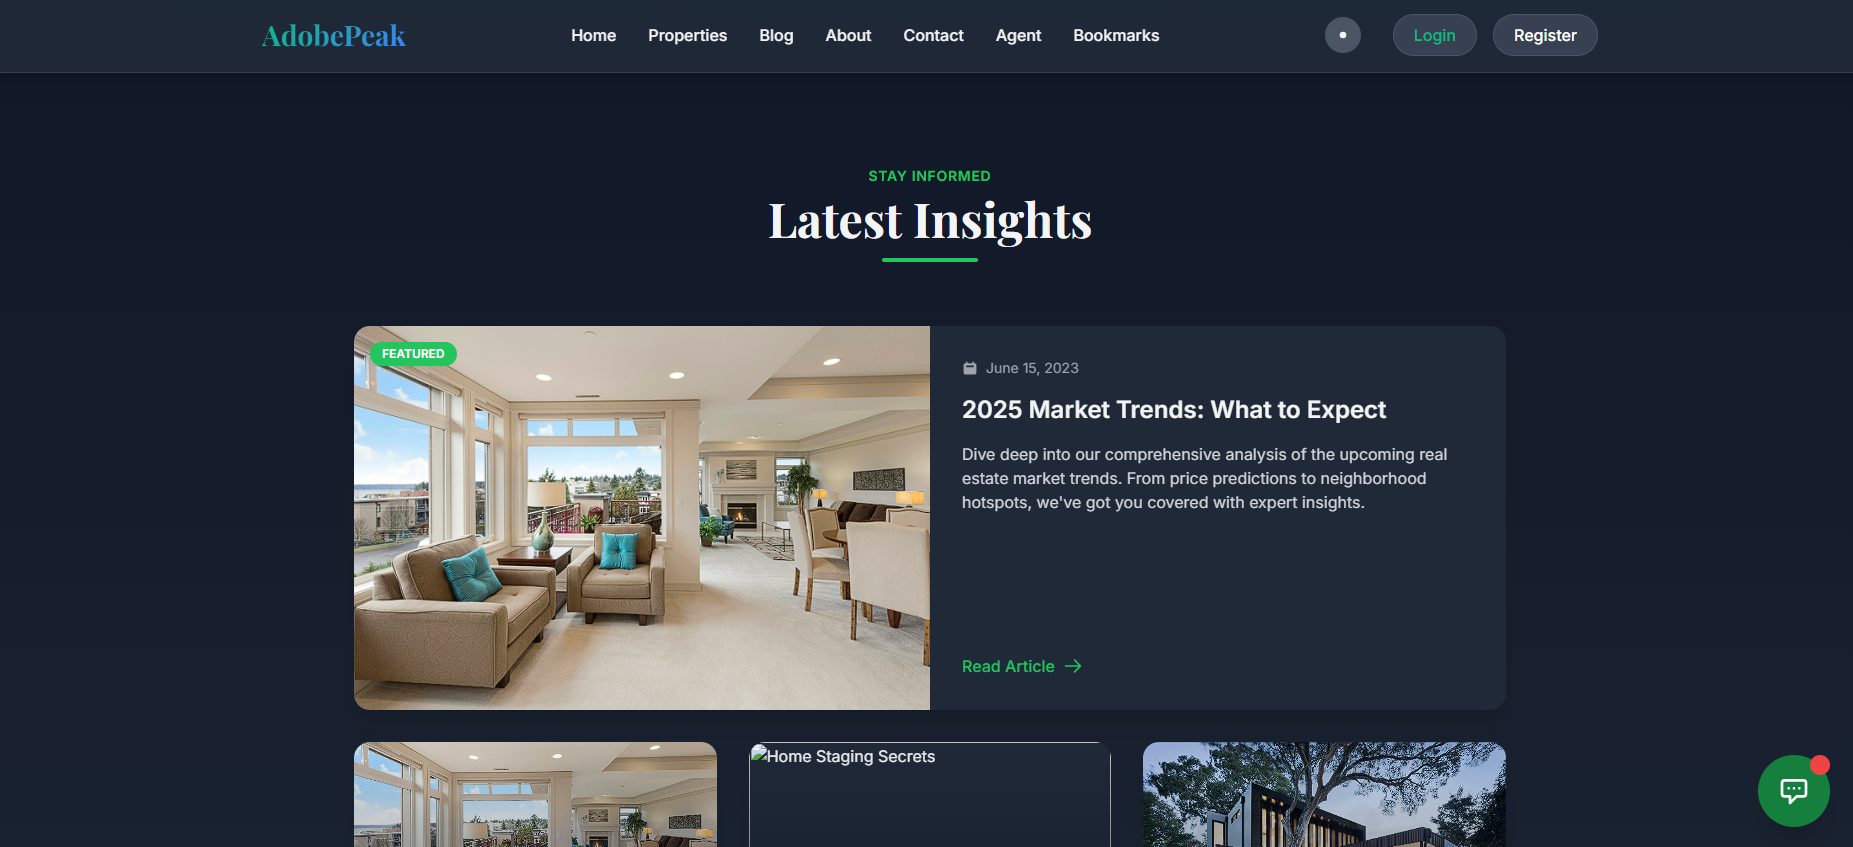 AdobePeak
Home Properties Blog About Contact Agent Bookmarks
Login
Register
STAY INFORMED
Latest Insights
FEATURED
June 15, 2023
2025 Market Trends: What to Expect
Dive deep into our comprehensive analysis of the upcoming real
estate market trends. From price predictions to neighborhood
hotspots, we've got you covered with expert insights.
Read Article
Home Staging Secrets